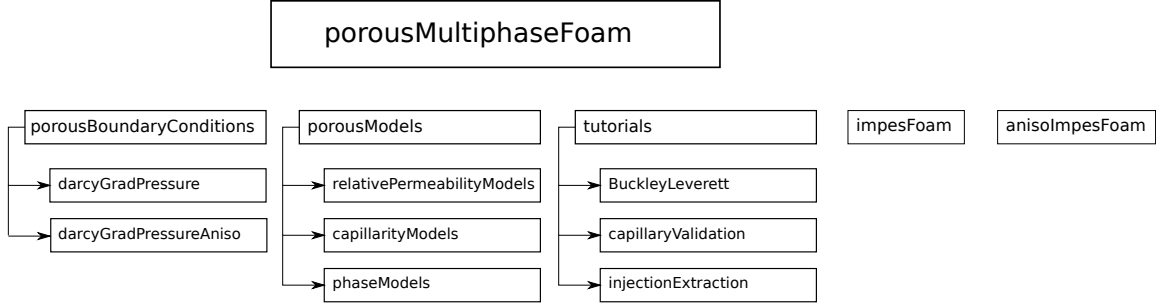 porousMultiphaseFoam
porousBoundaryConditions
darcyGradPressure
darcyGradPressureAniso
porousModels
relativePermeabilityModels
capillarityModels
phaseModels
tutorials
BuckleyLeverett
capillaryValidation
injectionExtraction
impesFoam
anisoImpesFoam